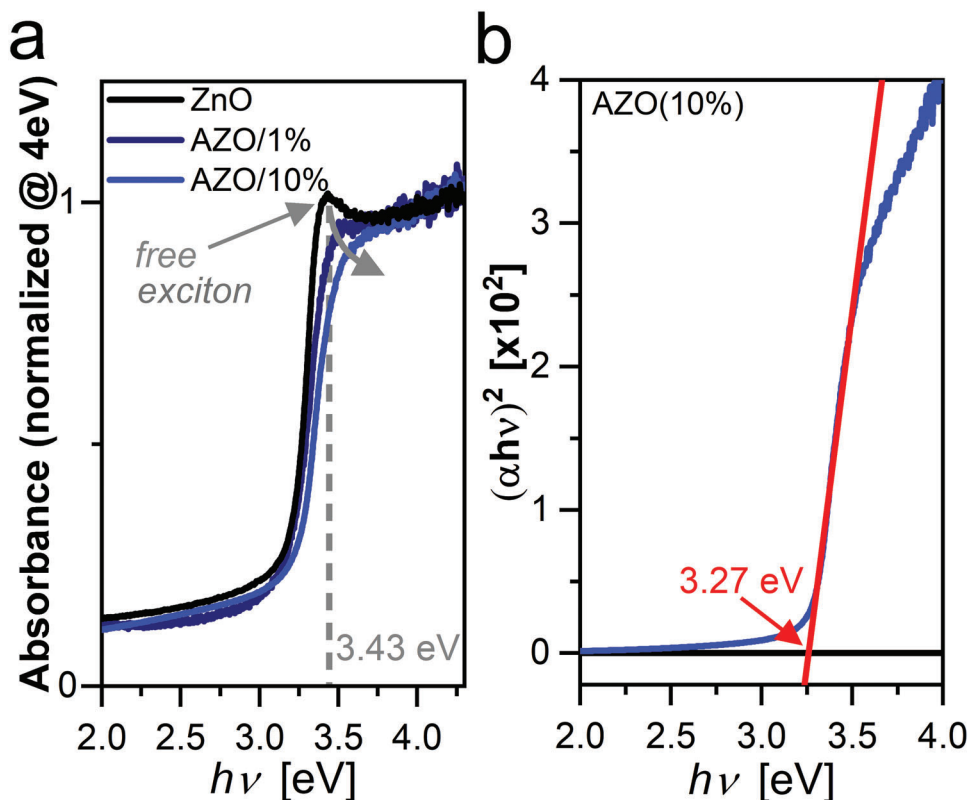 a
Absorbance (normalized @ 4eV)
1
0
ZnO
AZO/1%
AZO/10%
free
exciton
3.43 eV
2.0 2.5 3.0 3.5 4.0
hν [eV]
b
(αhν)² [x10²]
4
3
2
1
0
AZO(10%)
3.27 eV
2.0 2.5 3.0 3.5 4.0
hν [eV]